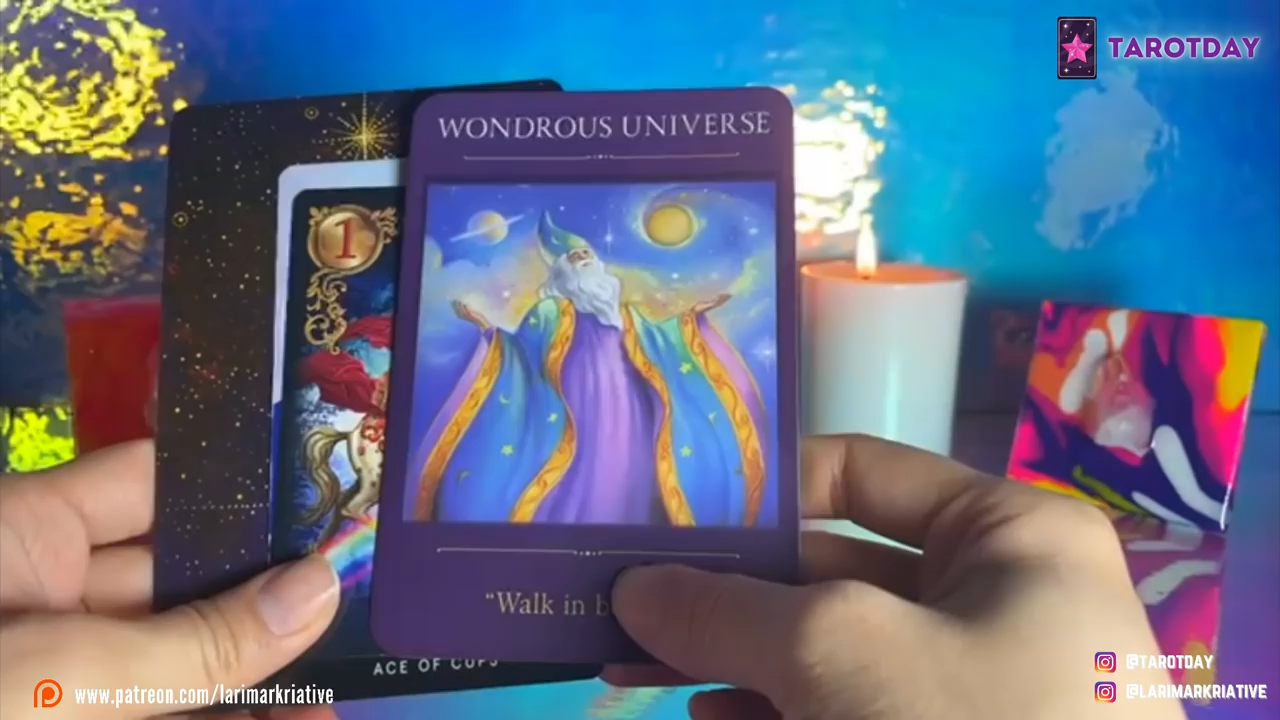 TAROTDAY
WONDROUS UNIVERSE
1
"Walk in
ACE OF CUPS
www.patreon.com/larimarkriative
@TAROTDAY
@LARIMARKRIATIVE